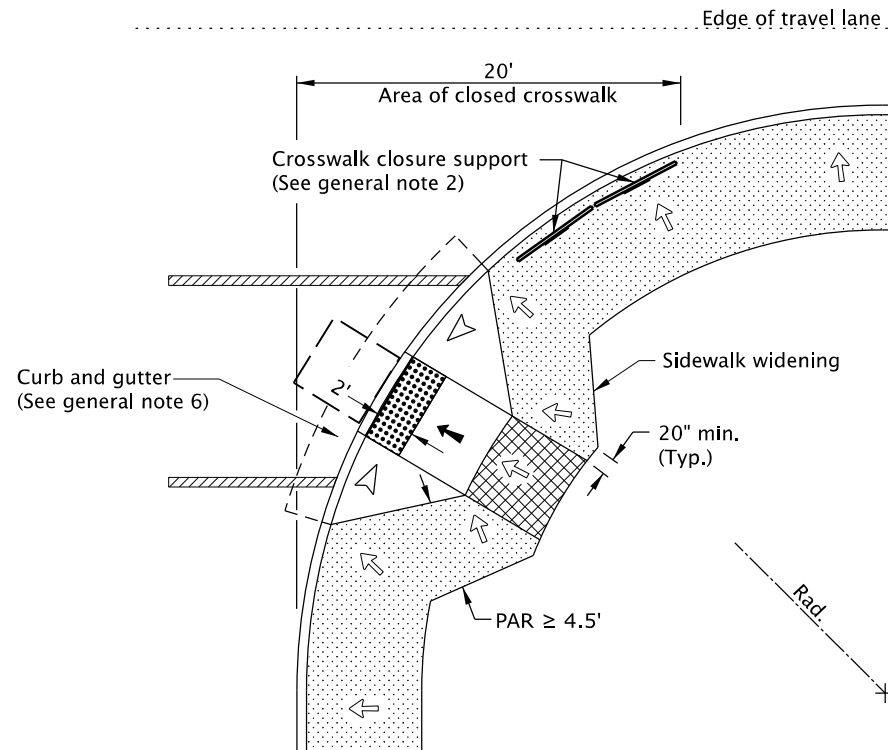 Edge of travel lane
20'
Area of closed crosswalk
Crosswalk closure support
(See general note 2)
Sidewalk widening
Curb and gutter
(See general note 6)
2'
20" min.
(Typ.)
Rad.
PAR ≥ 4.5'